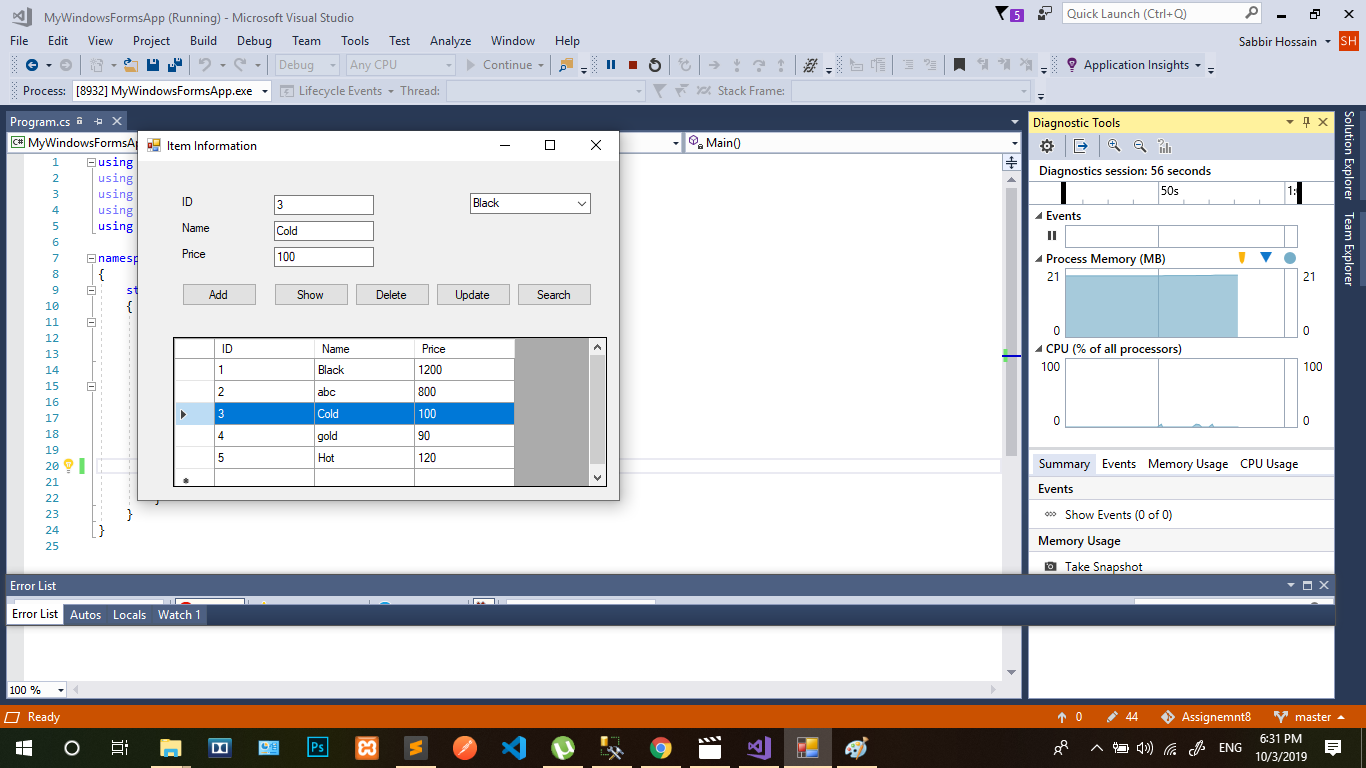 MyWindowsFormsApp (Running) - Microsoft Visual Studio
5
Quick Launch (Ctrl+Q)
File Edit View Project Build Debug Team Tools Test Analyze Window Help
Sabbir Hossain SH
Debug Any CPU Continue Application Insights
Process: [8932] MyWindowsFormsApp.exe Lifecycle Events Thread: Stack Frame:
Program.cs
C# MyWindowsFormsAp
Main()
1 using
2 using
3 using
4 using
5 using
6
7 namesp
8 {
9 st
10 {
11
12
13
14
15
16
17
18
19
20
21
22 }
23 }
24 }
25
Item Information
ID 3
Black
Name Cold
Price 100
Add Show Delete Update Search
ID Name Price
1 Black 1200
2 abc 800
3 Cold 100
4 gold 90
5 Hot 120
Diagnostic Tools
Diagnostics session: 56 seconds
50s 1:
Events
Process Memory (MB)
21 21
0 0
CPU (% of all processors)
100 100
0 0
Summary Events Memory Usage CPU Usage
Events
Show Events (0 of 0)
Memory Usage
Take Snapshot
Solution Explorer
Team Explorer
Error List
Error List Autos Locals Watch 1
100 %
Ready
0 44 Assignemnt8 master
Ps
ENG
6:31 PM
10/3/2019